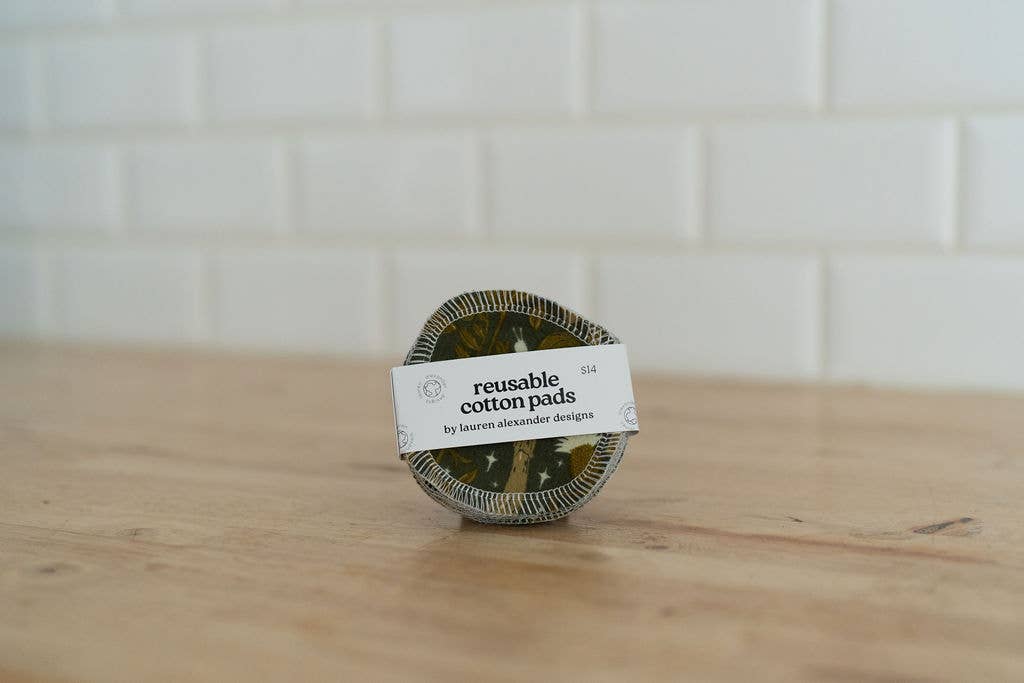 $14
reusable
cotton pads
by lauren alexander designs